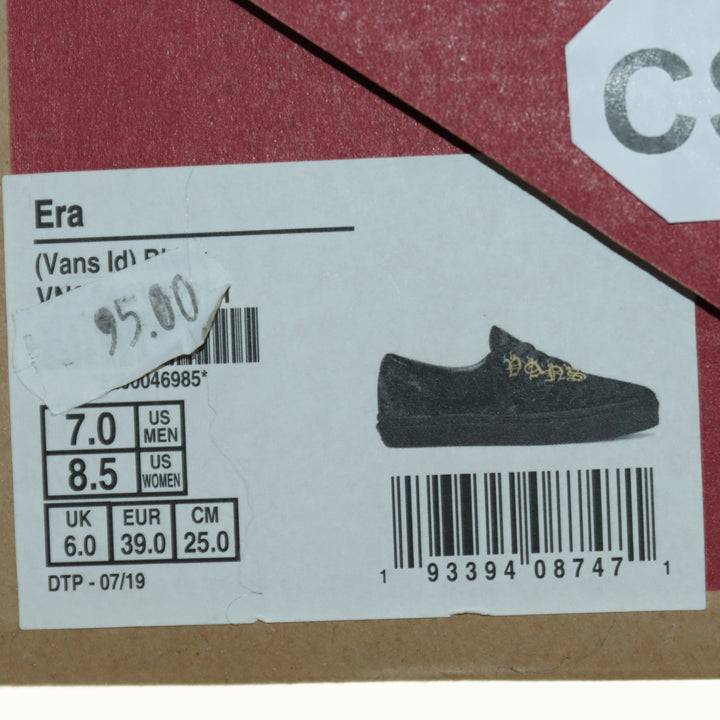 CS
Era
(Vans Id)
95.00
0046985*
7.0 US MEN
8.5 US WOMEN
UK EUR CM
6.0 39.0 25.0
DTP - 07/19
VANS
1 93394 08747 1